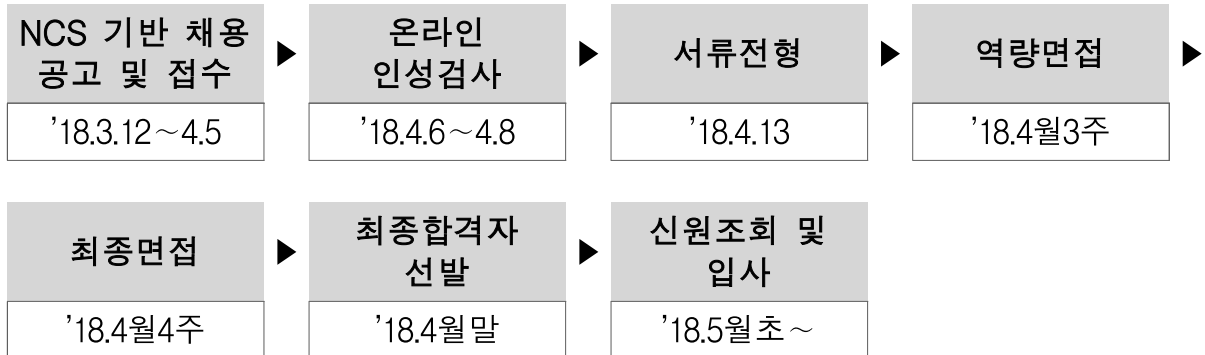 NCS 기반 채용
공고 및 접수
▶
온라인
인성검사
▶
서류전형
▶
역량면접
▶
’18.3.12～4.5
’18.4.6～4.8
’18.4.13
’18.4월3주
최종면접
▶
최종합격자
선발
▶
신원조회 및
입사
’18.4월4주
’18.4월말
’18.5월초～